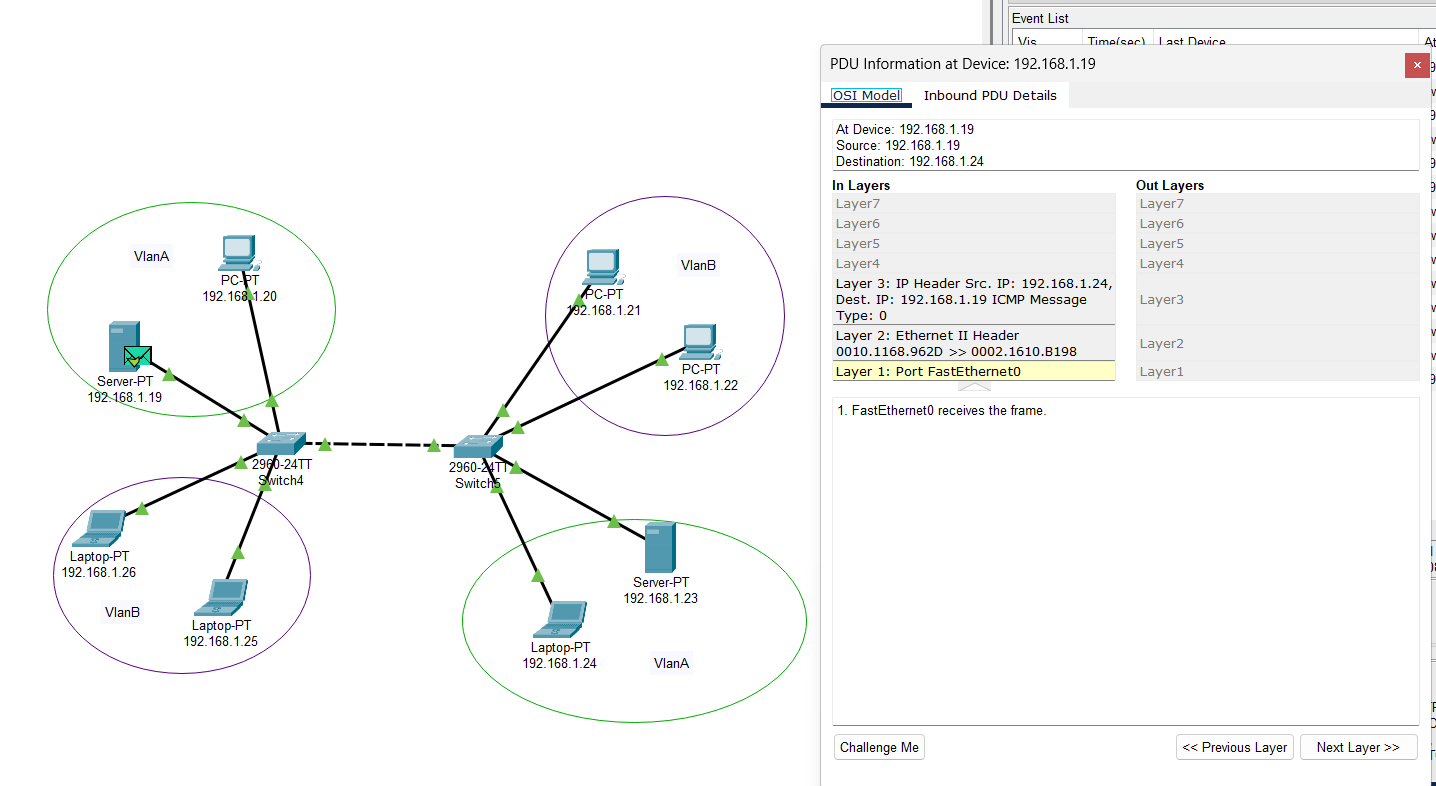 Event List
Vis.
Time(sec)
Last Device
At
PDU Information at Device: 192.168.1.19
OSI Model
Inbound PDU Details
At Device: 192.168.1.19
Source: 192.168.1.19
Destination: 192.168.1.24
In Layers
Out Layers
Layer7
Layer7
Layer6
Layer6
Layer5
Layer5
Layer4
Layer4
Layer 3: IP Header Src. IP: 192.168.1.24,
Dest. IP: 192.168.1.19 ICMP Message
Type: 0
Layer3
Layer 2: Ethernet II Header
0010.1168.962D >> 0002.1610.B198
Layer2
Layer 1: Port FastEthernet0
Layer1
1. FastEthernet0 receives the frame.
Challenge Me
<< Previous Layer
Next Layer >>
VlanA
PC-PT
192.168.1.20
Server-PT
192.168.1.19
VlanB
PC-PT
192.168.1.21
PC-PT
192.168.1.22
2960-24TT
Switch4
2960-24TT
Switch5
Laptop-PT
192.168.1.26
VlanB
Laptop-PT
192.168.1.25
Server-PT
192.168.1.23
Laptop-PT
192.168.1.24
VlanA